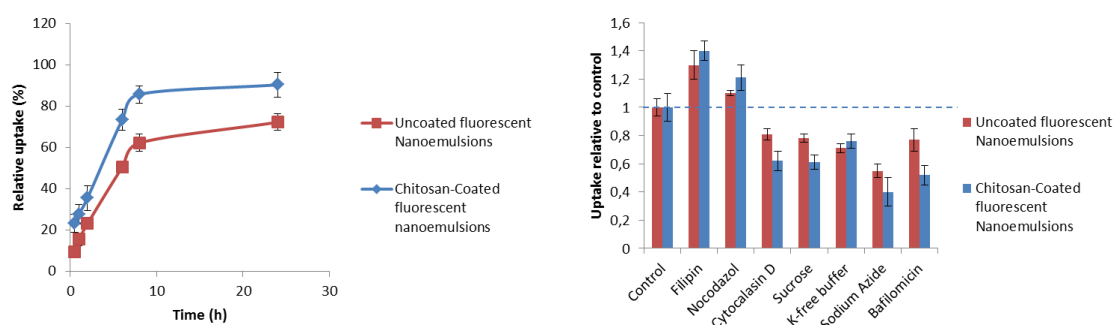 120
100
80
60
40
20
0
Relative uptake (%)
0
10
20
30
Time (h)
Uncoated fluorescent
Nanoemulsions
Chitosan-Coated
fluorescent
nanoemulsions
1,6
1,4
1,2
1
0,8
0,6
0,4
0,2
0
Uptake relative to control
Control
Filipin
Nocodazol
Cytocalasin D
Sucrose
K-free buffer
Sodium Azide
Bafilomicin
Uncoated fluorescent
Nanoemulsions
Chitosan-Coated
fluorescent
Nanoemulsions